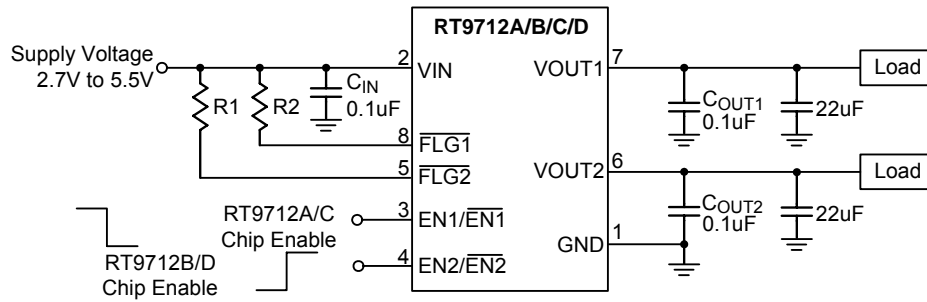 RT9712A/B/C/D
Supply Voltage
2.7V to 5.5V
2
VIN
VOUT1
7
Load
R1
R2
CIN
0.1uF
COUT1
0.1uF
22uF
8
FLG1
5
FLG2
VOUT2
6
Load
RT9712A/C
Chip Enable
3
EN1/EN1
COUT2
0.1uF
22uF
GND
1
4
EN2/EN2
RT9712B/D
Chip Enable